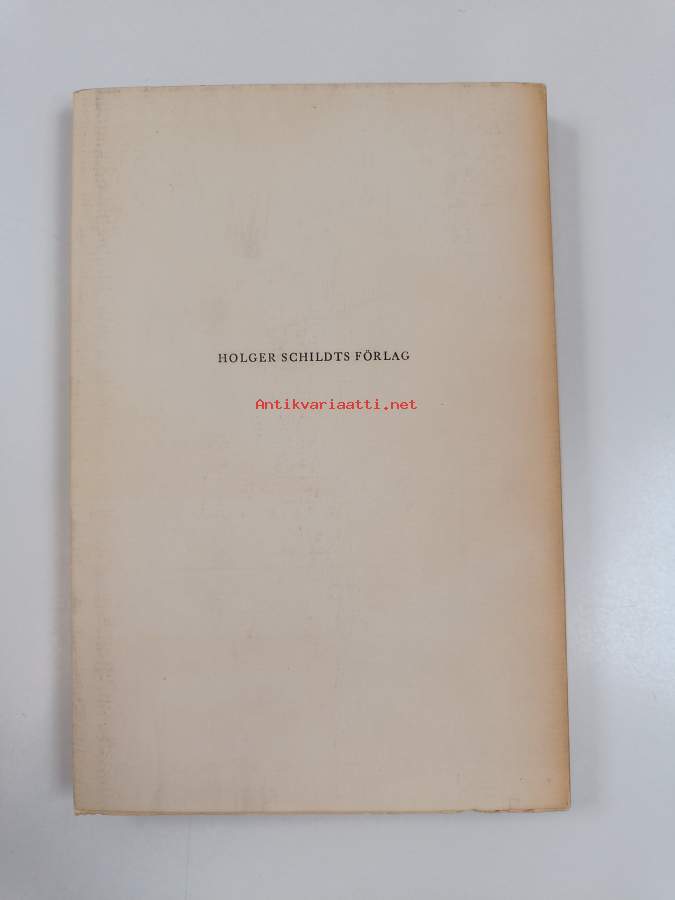 HOLGER SCHILDTS FÖRLAG
Antikvariaatti.net